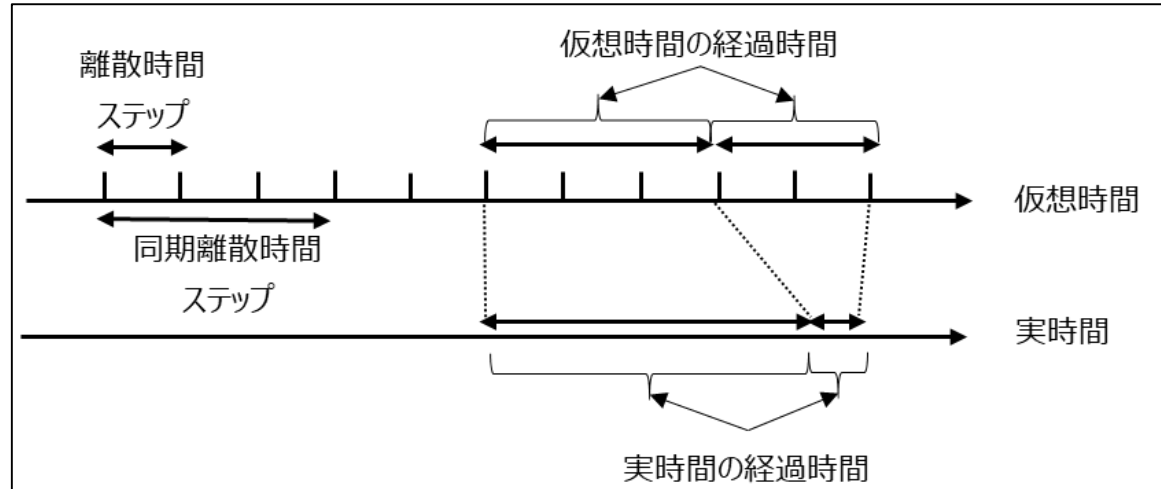 離散時間
ステップ
仮想時間の経過時間
仮想時間
同期離散時間
ステップ
実時間
実時間の経過時間